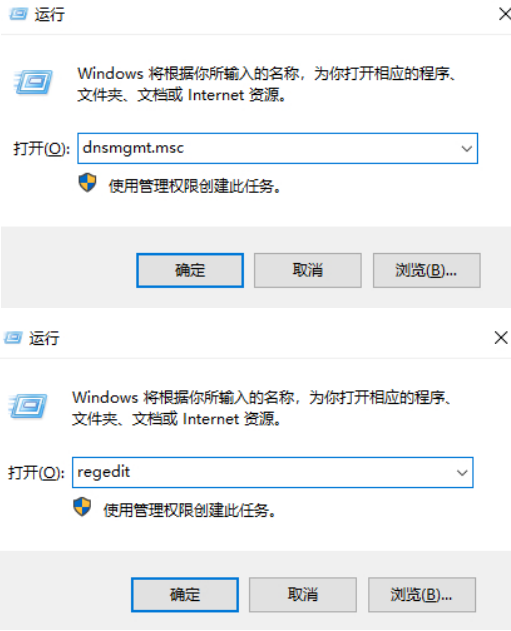 运行
Windows 将根据你所输入的名称，为你打开相应的程序、
文件夹、文档或 Internet 资源。
打开(O): dnsmgmt.msc
使用管理权限创建此任务。
确定 取消 浏览(B)...
运行
Windows 将根据你所输入的名称，为你打开相应的程序、
文件夹、文档或 Internet 资源。
打开(O): regedit
使用管理权限创建此任务。
确定 取消 浏览(B)...